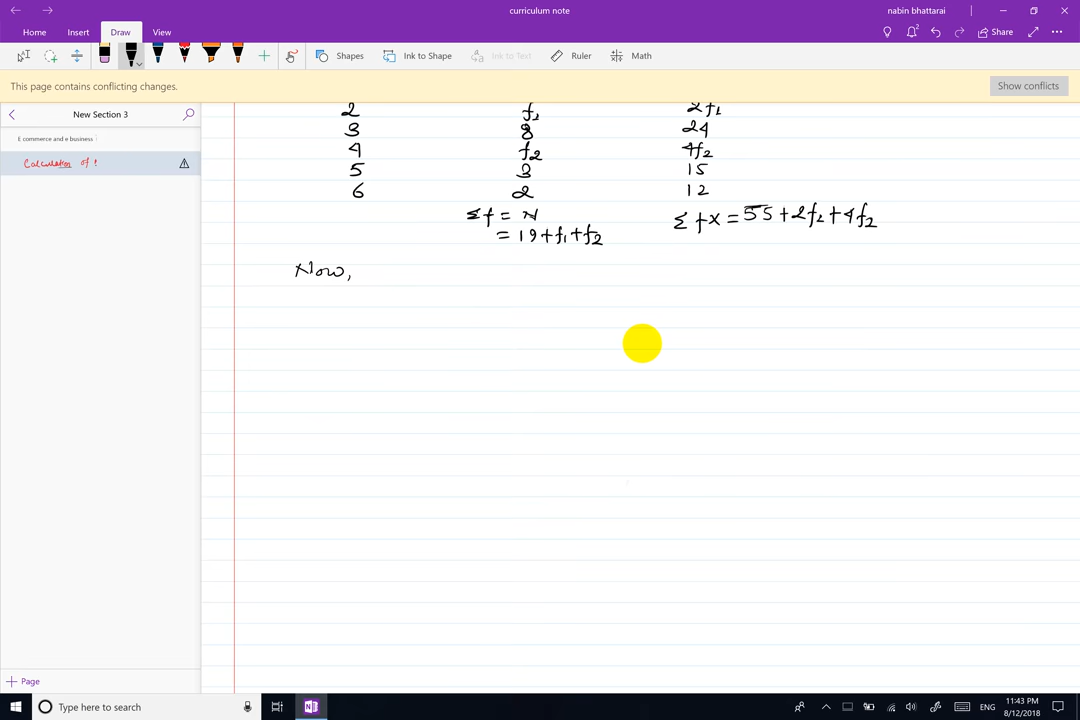 curriculum note
nabin bhattarai
Home Insert Draw View
Share
Shapes Ink to Shape Ink to Text Ruler Math
This page contains conflicting changes.
Show conflicts
New Section 3
E commerce and e business
Calculation of !
2 f1 2f1
3 8 24
4 f2 4f2
5 3 15
6 2 12
Σf = N
= 19+f1+f2
Σfx = 55+2f1+4f2
Now,
+ Page
Type here to search
ENG
11:43 PM
8/12/2018